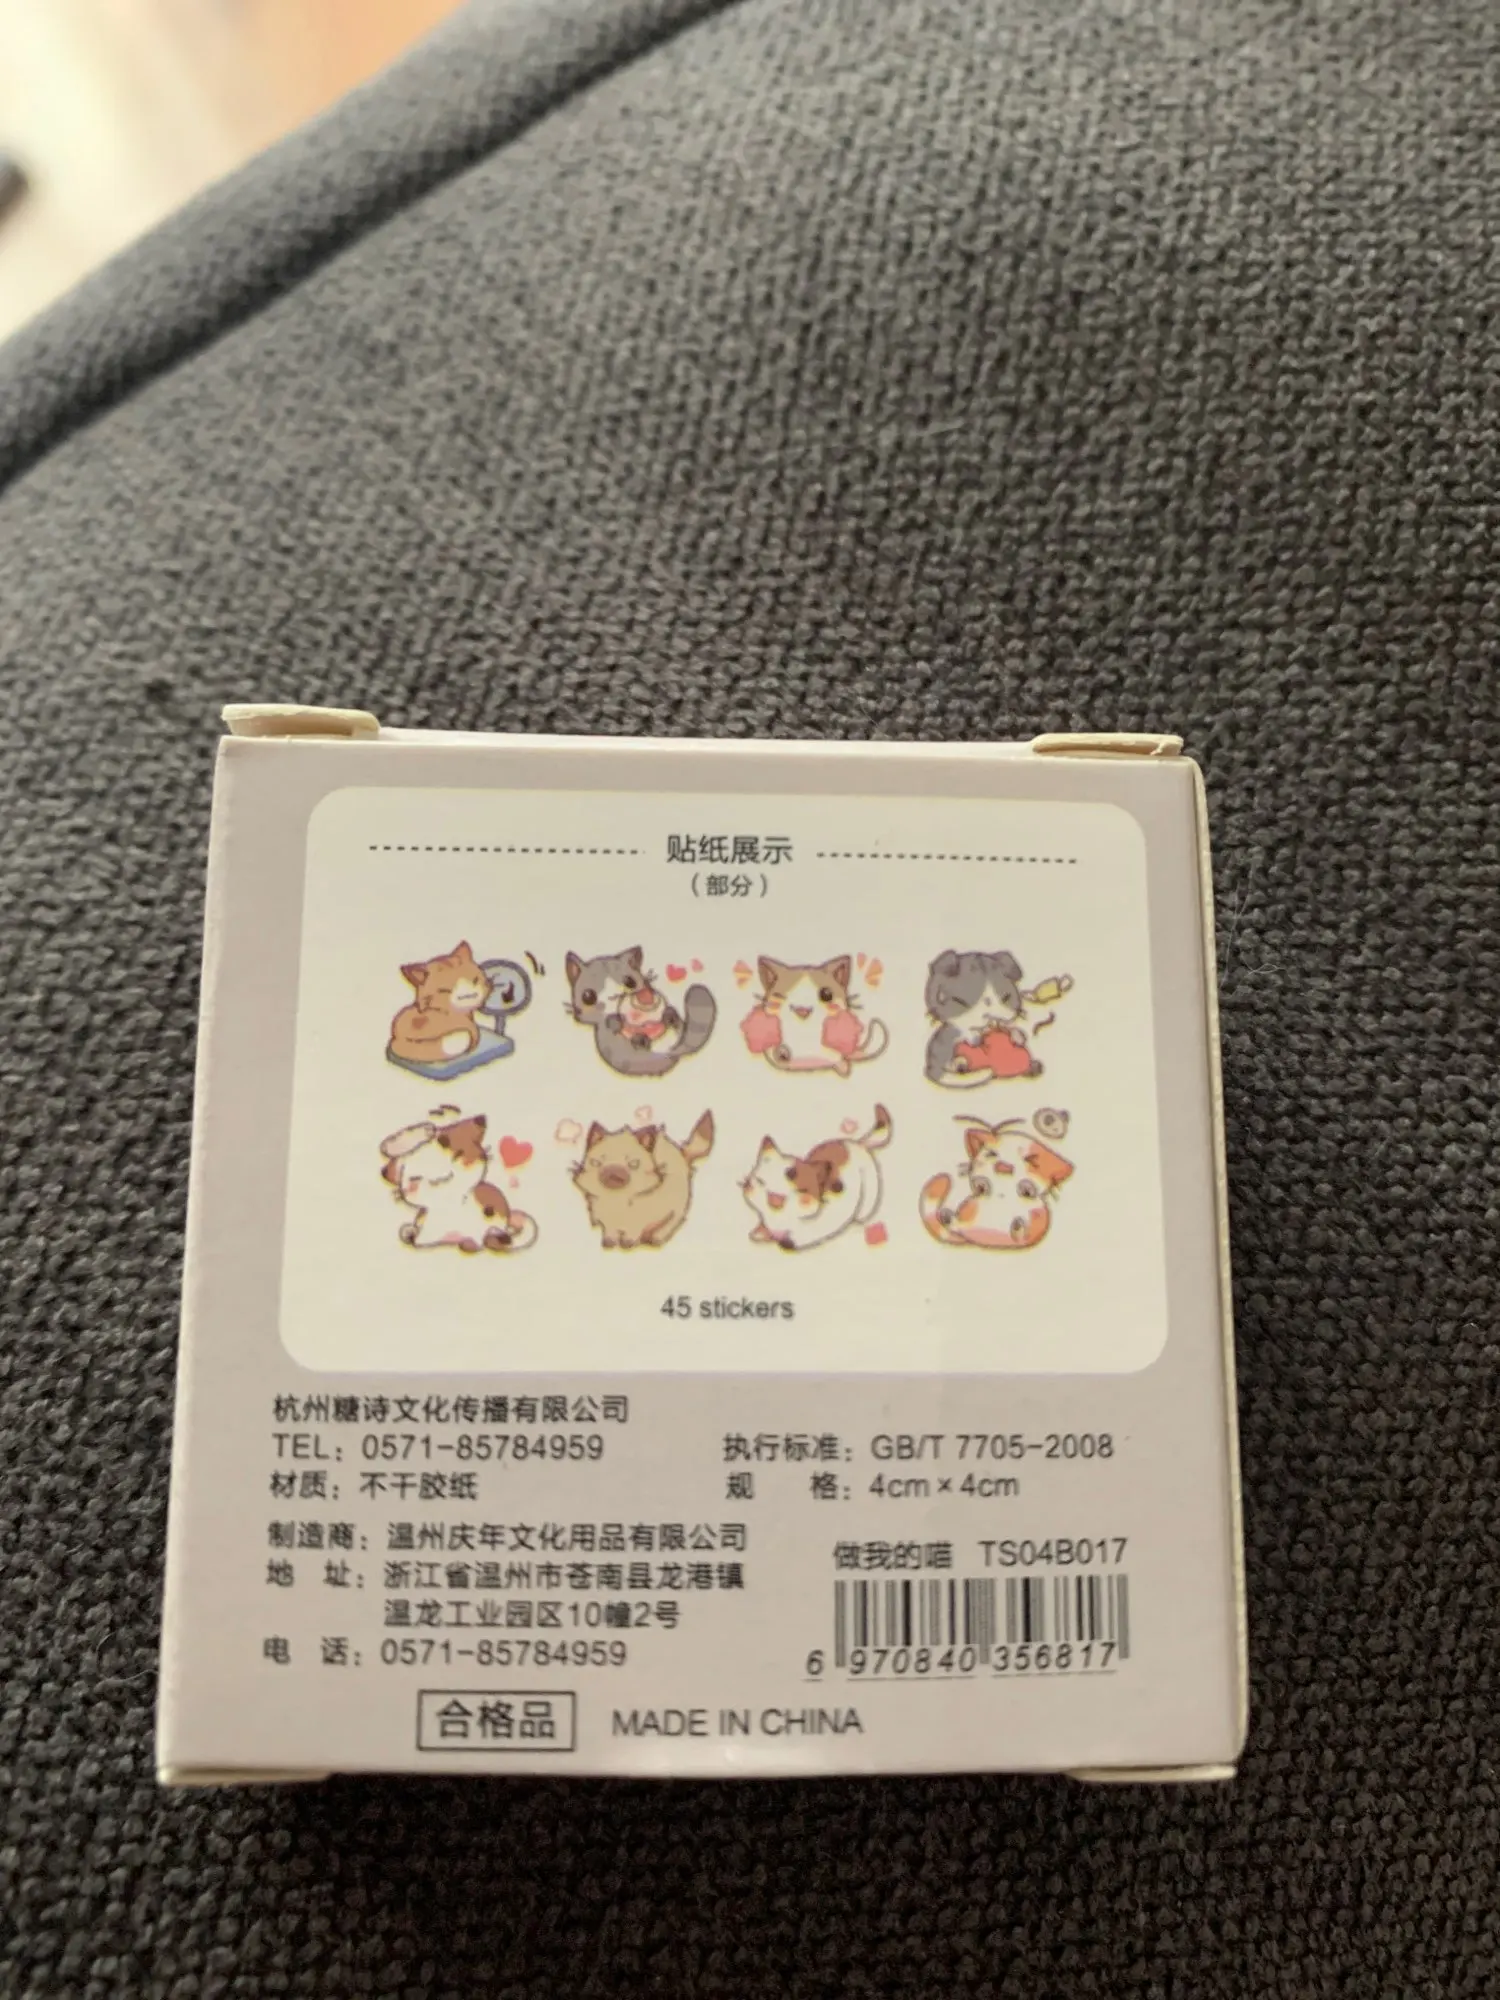 贴纸展示
（部分）
45 stickers
杭州糖诗文化传播有限公司
TEL：0571-85784959
材质：不干胶纸
执行标准：GB/T 7705-2008
规 格：4cm×4cm
制造商：温州庆年文化用品有限公司
地 址：浙江省温州市苍南县龙港镇
温龙工业园区10幢2号
电 话：0571-85784959
做我的喵 TS04B017
6 970840 356817
合格品 MADE IN CHINA